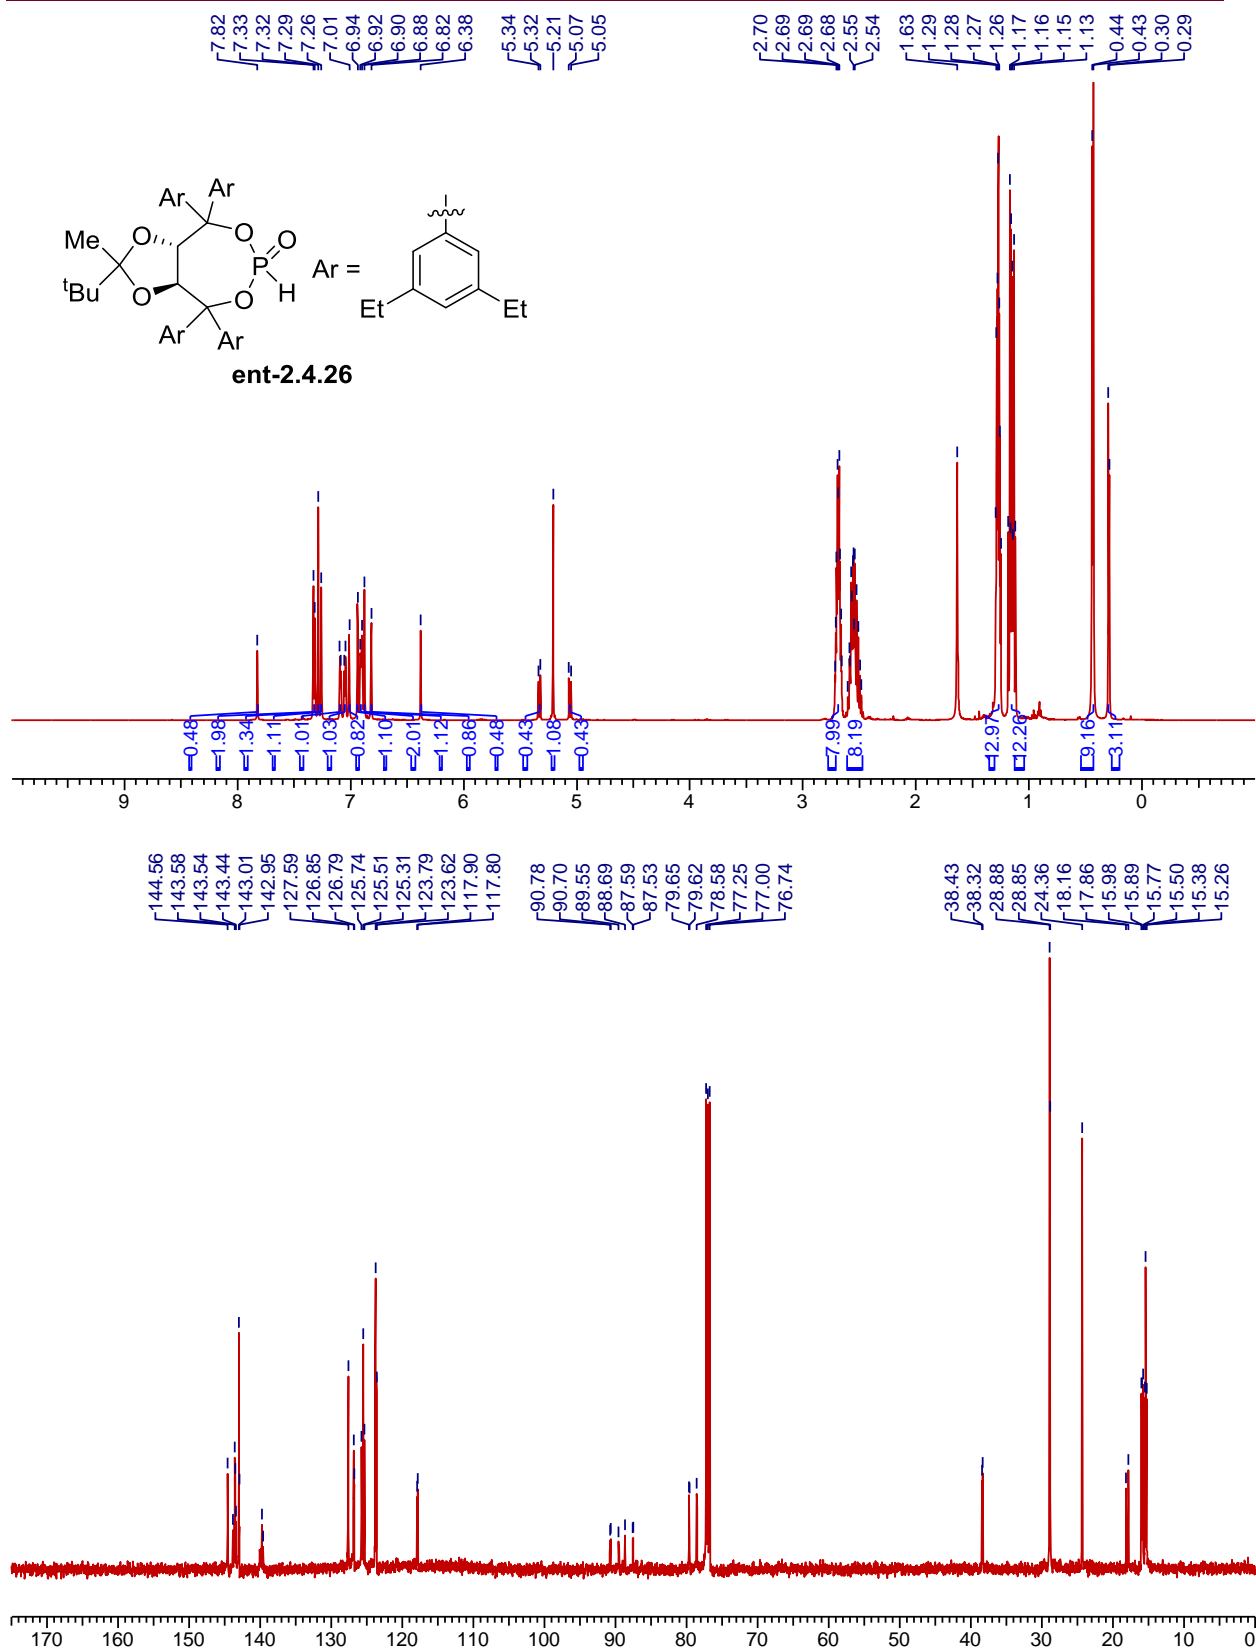 7.82 7.33 7.32 7.29 7.26 7.01 6.94 6.92 6.90 6.88 6.82 6.38 5.34 5.32 5.21 5.07 5.05 2.70 2.69 2.69 2.68 2.55 2.54 1.63 1.29 1.28 1.27 1.26 1.17 1.16 1.15 1.13 0.44 0.43 0.30 0.29
Ar Ar
Me O O O
P Ar =
tBu O O H
Et Et
Ar Ar
ent-2.4.26
0.48 1.98 1.34 1.11 1.01 1.03 0.82 1.10 2.01 1.12 0.86 0.48 0.43 1.08 0.43 7.99 8.19 12.97 12.26 9.16 3.11
9 8 7 6 5 4 3 2 1 0
144.56 143.58 143.54 143.44 143.01 142.95 127.59 126.85 126.79 125.74 125.51 125.31 123.79 123.62 117.90 117.80 90.78 90.70 89.55 88.69 87.59 87.53 79.65 79.62 78.58 77.25 77.00 76.74 38.43 38.32 28.88 28.85 24.36 18.16 17.86 15.98 15.89 15.77 15.50 15.38 15.26
170 160 150 140 130 120 110 100 90 80 70 60 50 40 30 20 10 0